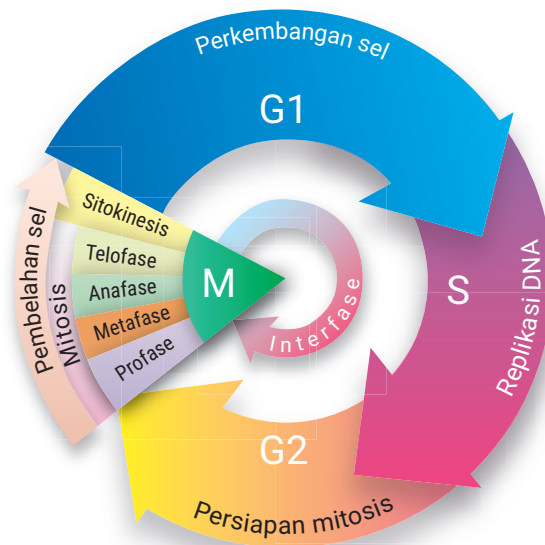 Perkembangan sel
G1
Sitokinesis
Telofase
Anafase
Metafase
Profase
M
Mitosis
Pembelahan sel
Interfase
S
Replikasi DNA
G2
Persiapan mitosis